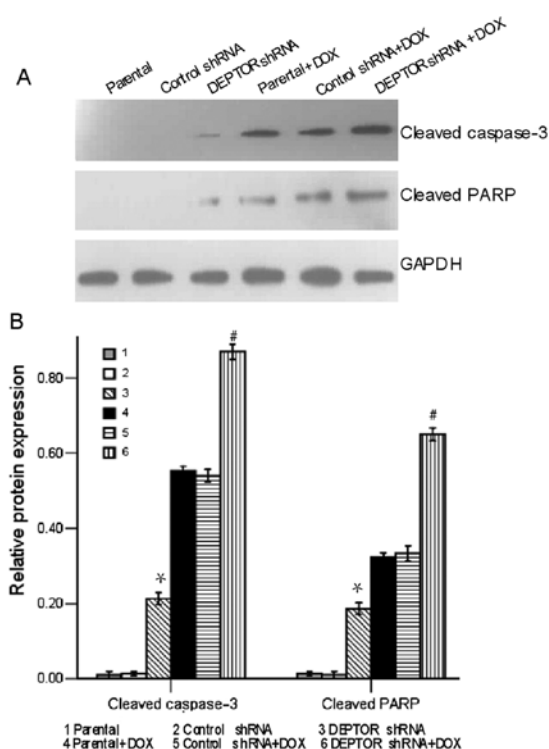 A
Parental
Control shRNA
DEPTOR shRNA
Parertal+DOX
Control shRNA+DOX
DEPTOR shRNA+DOX
Cleaved caspase-3
Cleaved PARP
GAPDH
B
Relative protein expression
0.80
0.60
0.40
0.20
0.00
1
2
3
4
5
6
*
#
*
#
Cleaved caspase-3 Cleaved PARP
1 Parental 2 Control shRNA 3 DEPTOR shRNA
4 Parental+DOX 5 Control shRNA+DOX 6 DEPTOR shRNA+DOX